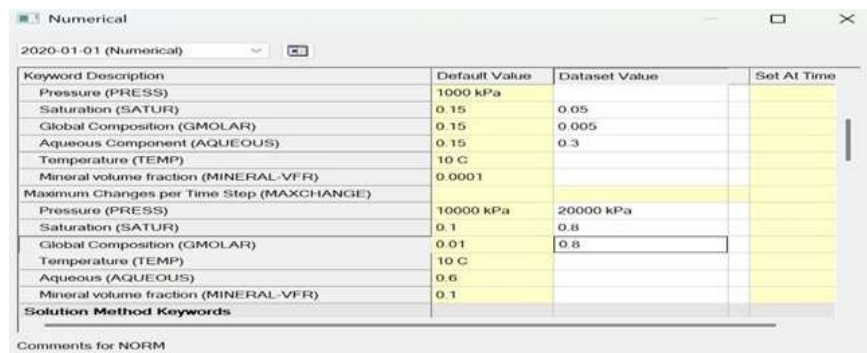 Numerical
2020-01-01 (Numerical)
Keyword Description Default Value Dataset Value Set At Time
Pressure (PRESS) 1000 kPa
Saturation (SATUR) 0.15 0.05
Global Composition (GMOLAR) 0.15 0.005
Aqueous Component (AQUEOUS) 0.15 0.3
Temperature (TEMP) 10 C
Mineral volume fraction (MINERAL-VFR) 0.0001
Maximum Changes per Time Step (MAXCHANGE)
Pressure (PRESS) 10000 kPa 20000 kPa
Saturation (SATUR) 0.1 0.8
Global Composition (GMOLAR) 0.01 0.8
Temperature (TEMP) 10 C
Aqueous (AQUEOUS) 0.6
Mineral volume fraction (MINERAL-VFR) 0.1
Solution Method Keywords
Comments for NORM